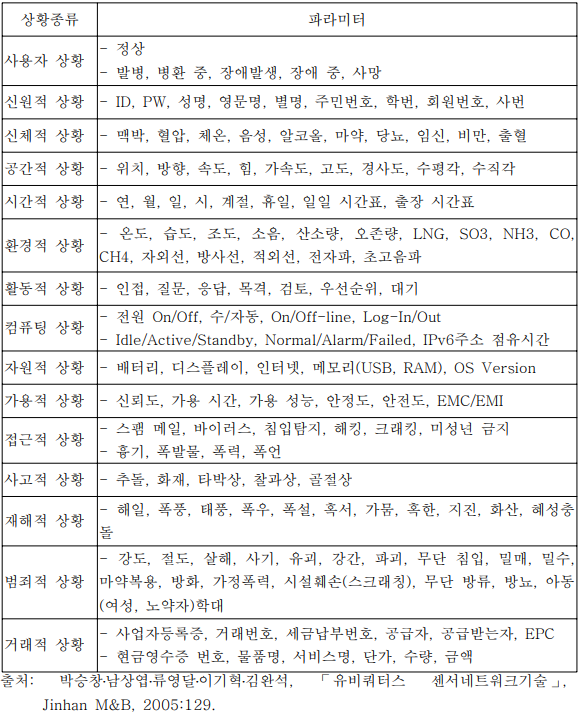 상황종류 파라미터
사용자 상황 - 정상
- 발병, 병환 중, 장애발생, 장애 중, 사망
신원적 상황 - ID, PW, 성명, 영문명, 별명, 주민번호, 학번, 회원번호, 사번
신체적 상황 - 맥박, 혈압, 체온, 음성, 알코올, 마약, 당뇨, 임신, 비만, 출혈
공간적 상황 - 위치, 방향, 속도, 힘, 가속도, 고도, 경사도, 수평각, 수직각
시간적 상황 - 연, 월, 일, 시, 계절, 휴일, 일일 시간표, 출장 시간표
환경적 상황 - 온도, 습도, 조도, 소음, 산소량, 오존량, LNG, SO3, NH3, CO,
CH4, 자외선, 방사선, 적외선, 전자파, 초고음파
활동적 상황 - 인접, 질문, 응답, 목격, 검토, 우선순위, 대기
컴퓨팅 상황 - 전원 On/Off, 수/자동, On/Off-line, Log-In/Out
- Idle/Active/Standby, Normal/Alarm/Failed, IPv6주소 점유시간
자원적 상황 - 배터리, 디스플레이, 인터넷, 메모리(USB, RAM), OS Version
가용적 상황 - 신뢰도, 가용 시간, 가용 성능, 안정도, 안전도, EMC/EMI
접근적 상황 - 스팸 메일, 바이러스, 침입탐지, 해킹, 크래킹, 미성년 금지
- 흉기, 폭발물, 폭력, 폭언
사고적 상황 - 추돌, 화재, 타박상, 찰과상, 골절상
재해적 상황 - 해일, 폭풍, 태풍, 폭우, 폭설, 혹서, 가뭄, 혹한, 지진, 화산, 혜성충
돌
범죄적 상황 - 강도, 절도, 살해, 사기, 유괴, 강간, 파괴, 무단 침입, 밀매, 밀수,
마약복용, 방화, 가정폭력, 시설훼손(스크래칭), 무단 방류, 방뇨, 아동
(여성, 노약자)학대
거래적 상황 - 사업자등록증, 거래번호, 세금납부번호, 공급자, 공급받는자, EPC
- 현금영수증 번호, 물품명, 서비스명, 단가, 수량, 금액
출처: 박승창·남상엽·류영달·이기혁·김완석, 「유비쿼터스 센서네트워크기술」,
Jinhan M&B, 2005:129.